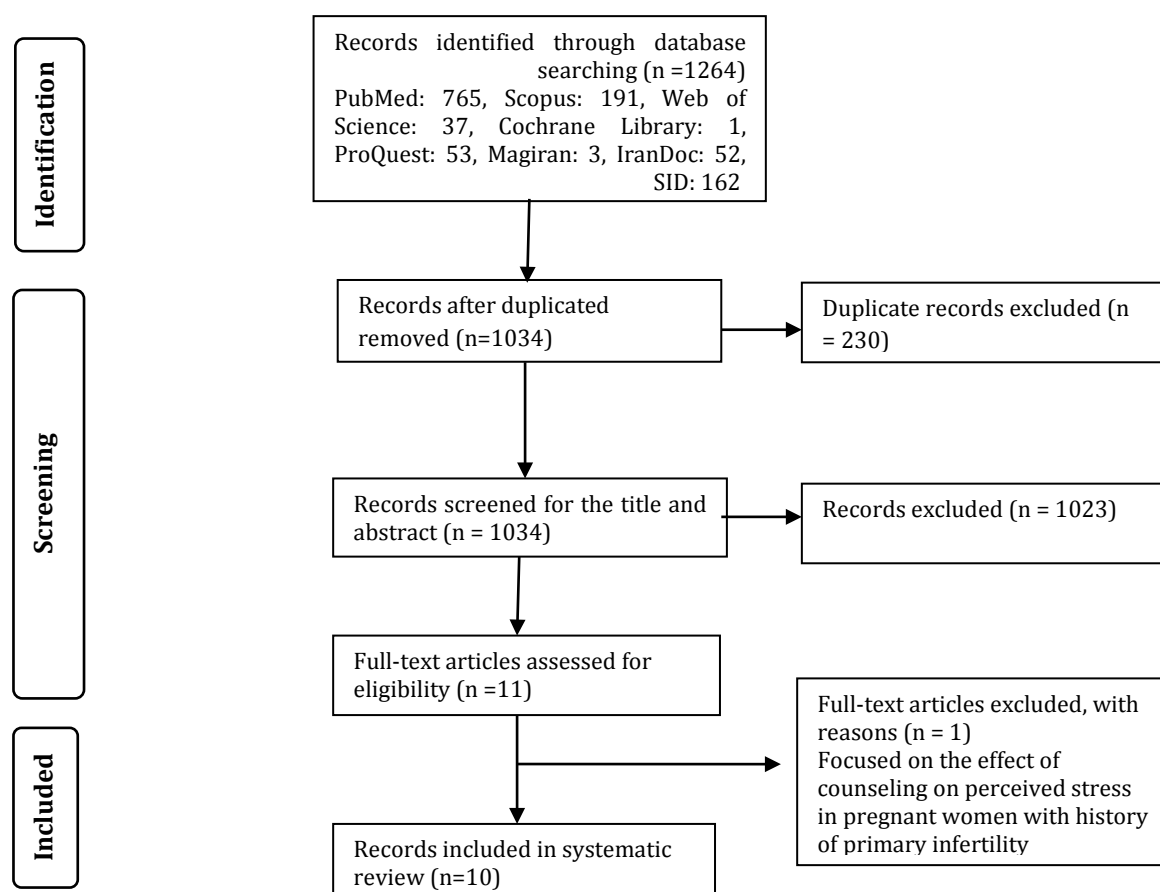 Identification
Records identified through database
searching (n =1264)
PubMed: 765, Scopus: 191, Web of
Science: 37, Cochrane Library: 1,
ProQuest: 53, Magiran: 3, IranDoc: 52,
SID: 162
Screening
Records after duplicated
removed (n=1034)
Duplicate records excluded (n
= 230)
Records screened for the title and
abstract (n = 1034)
Records excluded (n = 1023)
Full-text articles assessed for
eligibility (n =11)
Included
Full-text articles excluded, with
reasons (n = 1)
Focused on the effect of
counseling on perceived stress
in pregnant women with history
of primary infertility
Records included in systematic
review (n=10)